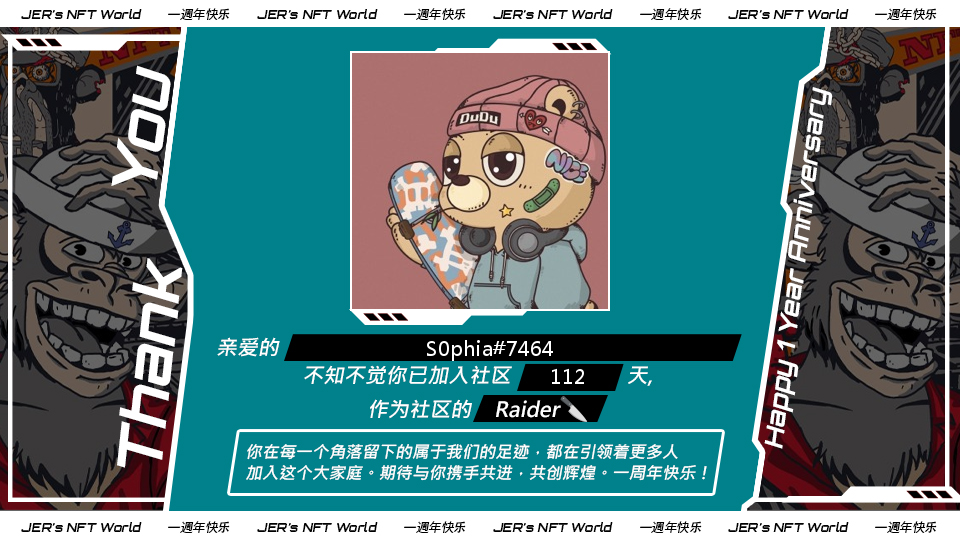 JER's NFT World 一週年快乐 JER's NFT World 一週年快乐 JER's NFT World 一週年快乐 JER's NFT World 一週年快乐
Thank You
DuDu
NICE
Happy 1 Year Anniversary
亲爱的 S0phia#7464
不知不觉你已加入社区 112 天,
作为社区的 Raider🔪
你在每一个角落留下的属于我们的足迹，都在引领着更多人
加入这个大家庭。期待与你携手共进，共创辉煌。一周年快乐！
JER's NFT World 一週年快乐 JER's NFT World 一週年快乐 JER's NFT World 一週年快乐 JER's NFT World 一週年快乐